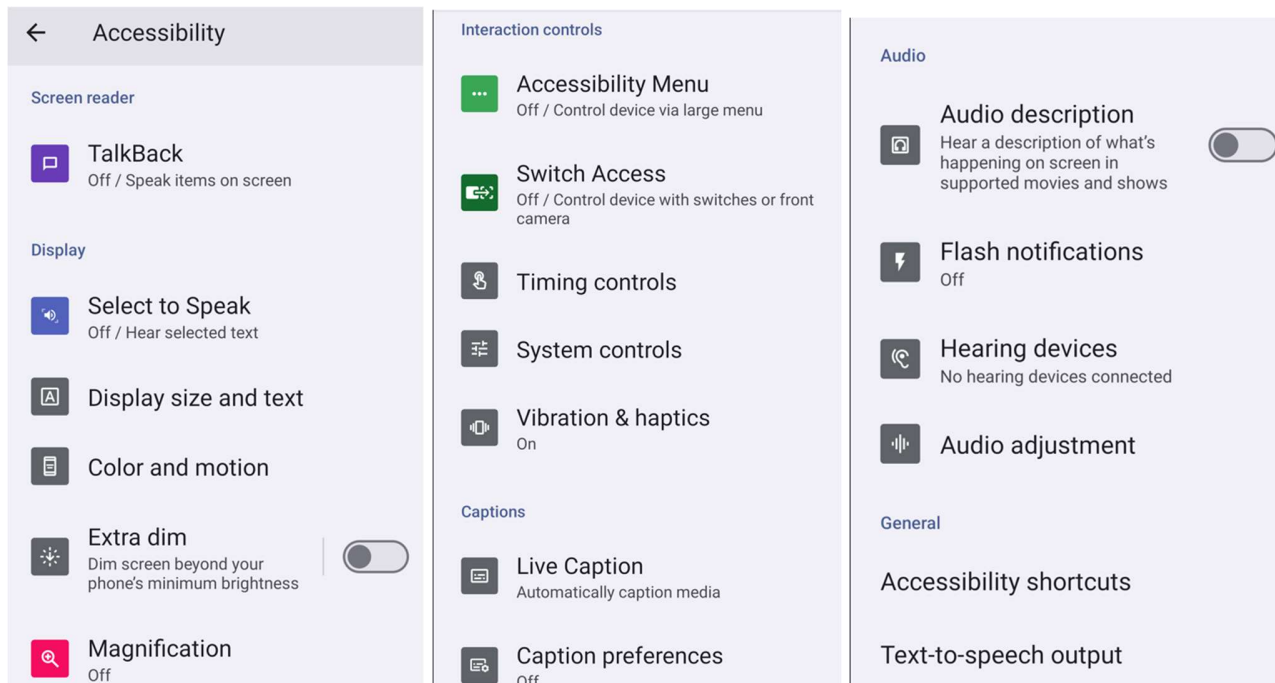 Accessibility
Screen reader
TalkBack
Off / Speak items on screen
Display
Select to Speak
Off / Hear selected text
Display size and text
Color and motion
Extra dim
Dim screen beyond your
phone's minimum brightness
Magnification
Off
Interaction controls
Accessibility Menu
Off / Control device via large menu
Switch Access
Off / Control device with switches or front
camera
Timing controls
System controls
Vibration & haptics
On
Captions
Live Caption
Automatically caption media
Caption preferences
Off
Audio
Audio description
Hear a description of what's
happening on screen in
supported movies and shows
Flash notifications
Off
Hearing devices
No hearing devices connected
Audio adjustment
General
Accessibility shortcuts
Text-to-speech output